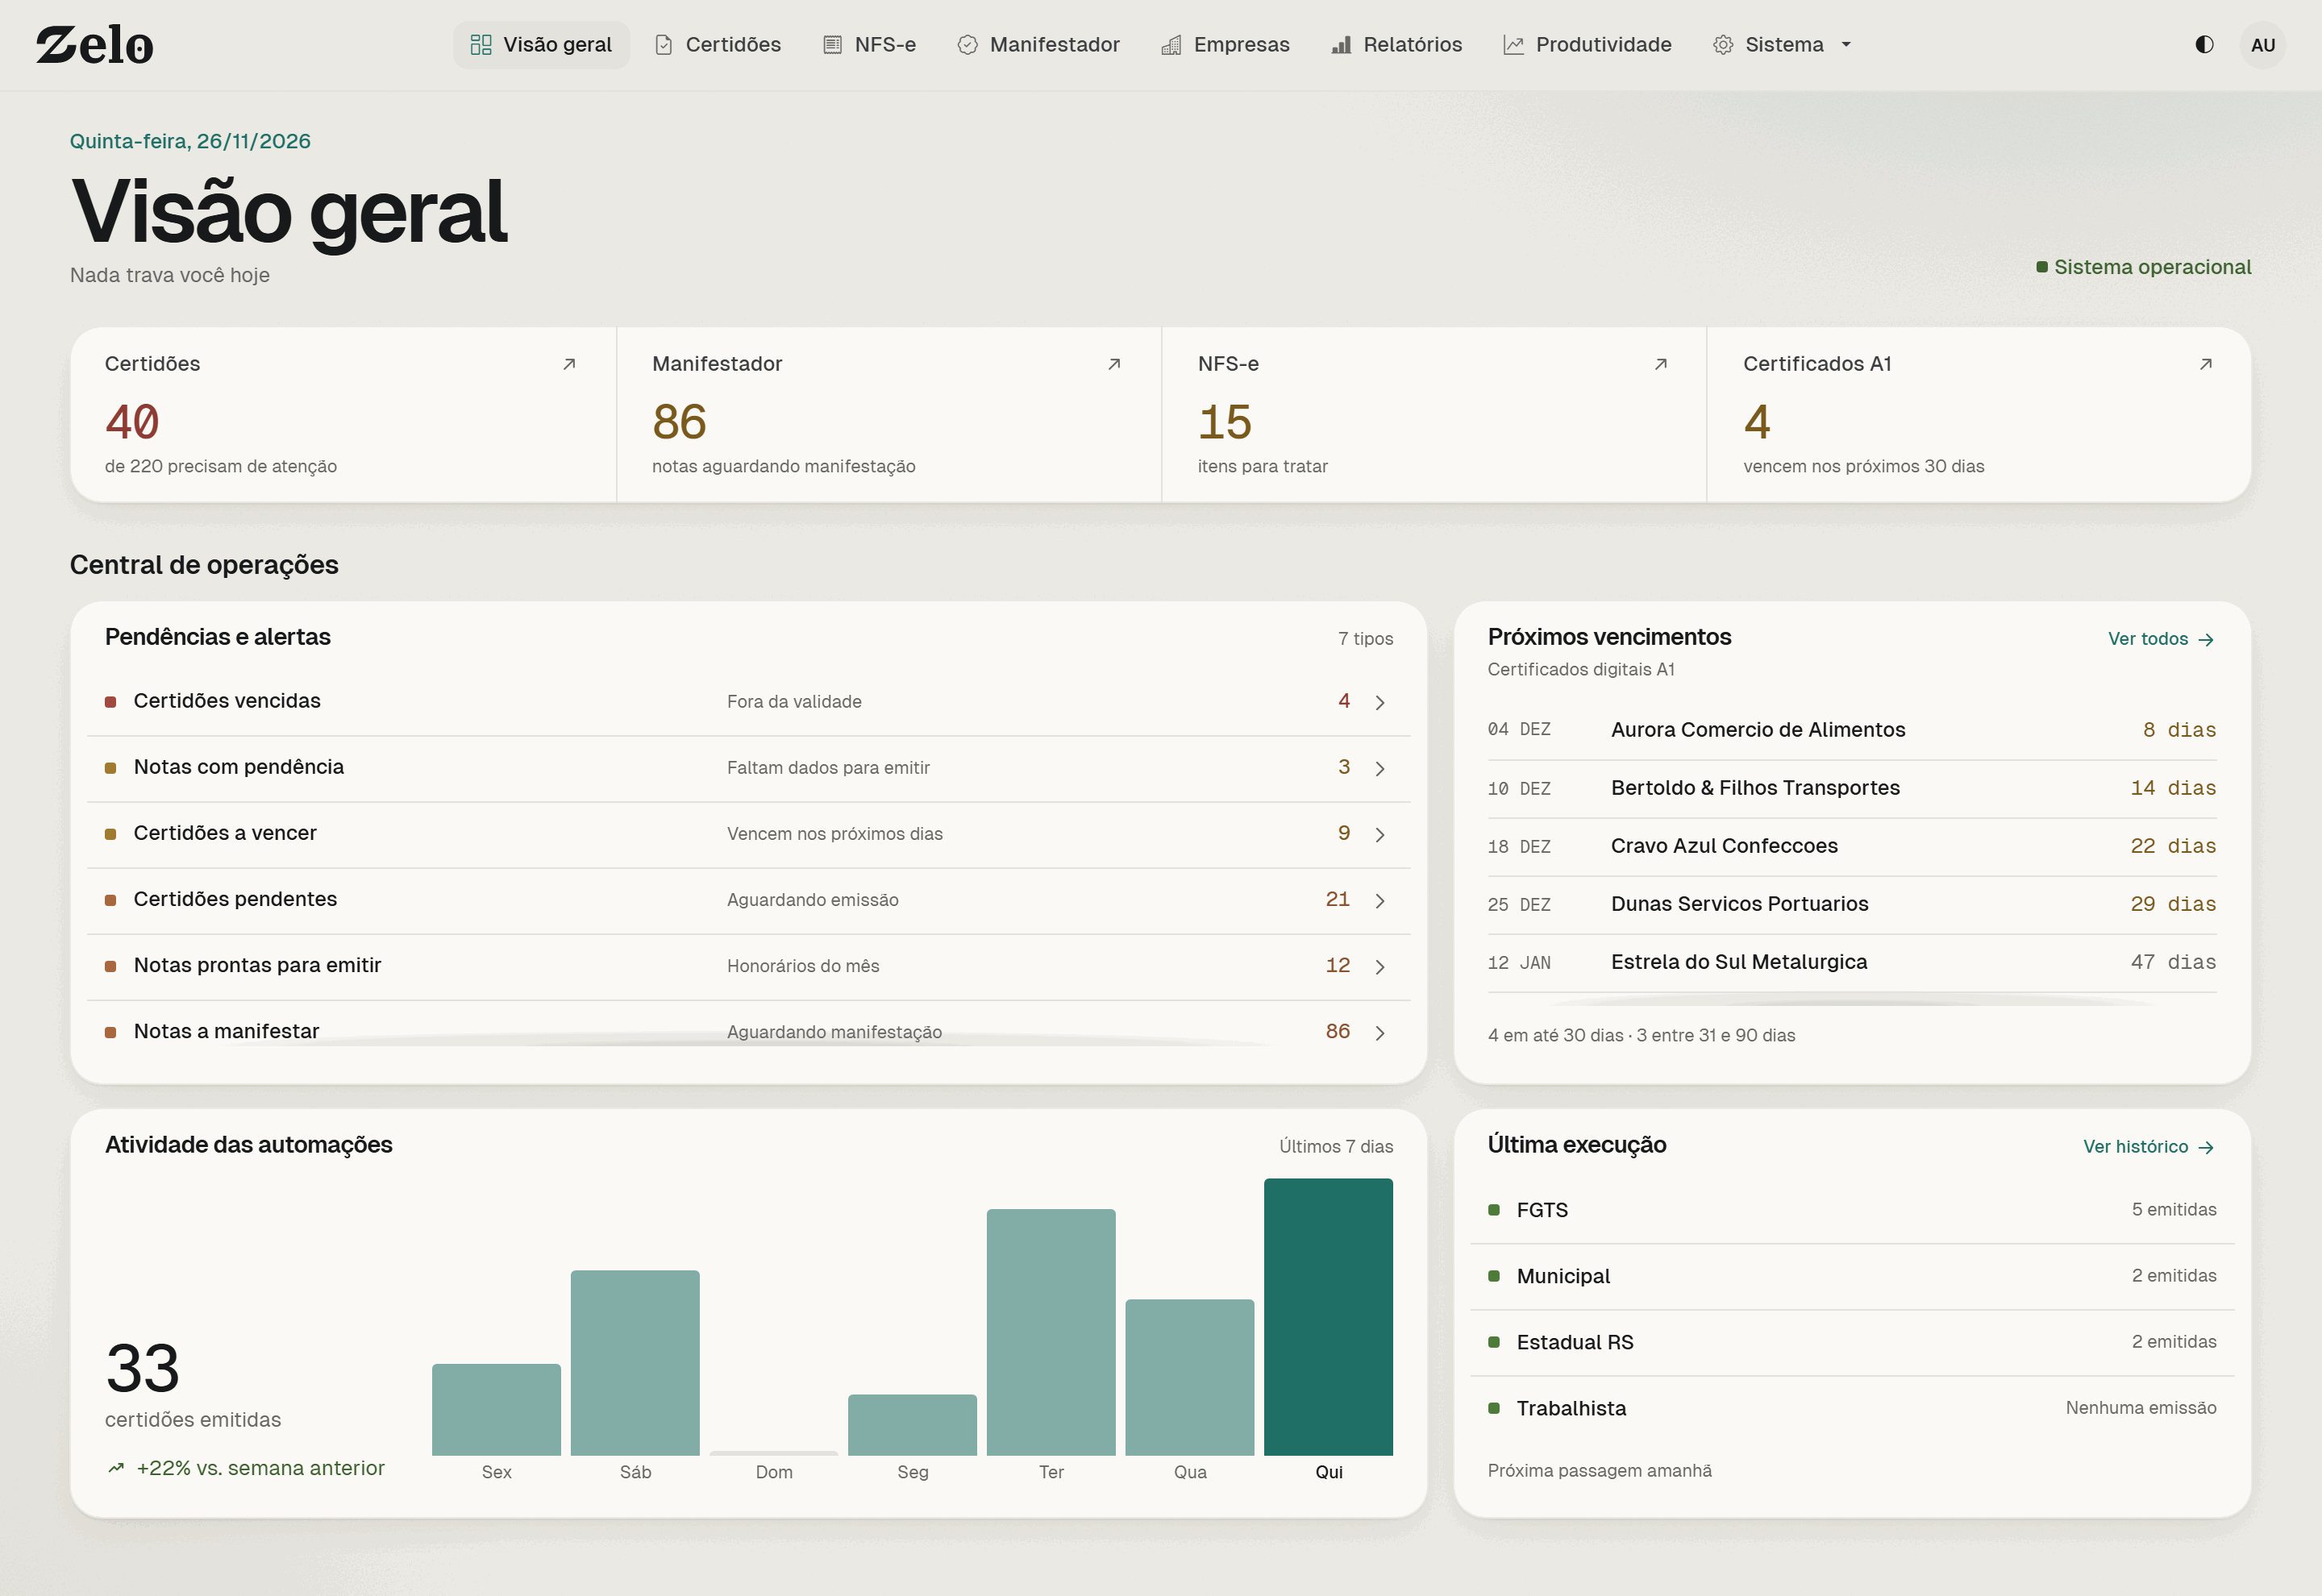 Zelo
Visão geral
Certidões
NFS-e
Manifestador
Empresas
Relatórios
Produtividade
Sistema
AU
Quinta-feira, 26/11/2026
Visão geral
Nada trava você hoje
Sistema operacional
Certidões
40
de 220 precisam de atenção
Manifestador
86
notas aguardando manifestação
NFS-e
15
itens para tratar
Certificados A1
4
vencem nos próximos 30 dias
Central de operações
Pendências e alertas
7 tipos
Certidões vencidas Fora da validade 4
Notas com pendência Faltam dados para emitir 3
Certidões a vencer Vencem nos próximos dias 9
Certidões pendentes Aguardando emissão 21
Notas prontas para emitir Honorários do mês 12
Notas a manifestar Aguardando manifestação 86
Próximos vencimentos
Ver todos →
Certificados digitais A1
04 DEZ Aurora Comercio de Alimentos 8 dias
10 DEZ Bertoldo & Filhos Transportes 14 dias
18 DEZ Cravo Azul Confeccoes 22 dias
25 DEZ Dunas Servicos Portuarios 29 dias
12 JAN Estrela do Sul Metalurgica 47 dias
4 em até 30 dias · 3 entre 31 e 90 dias
Atividade das automações
Últimos 7 dias
33
certidões emitidas
+22% vs. semana anterior
Sex Sáb Dom Seg Ter Qua Qui
Última execução
Ver histórico →
FGTS 5 emitidas
Municipal 2 emitidas
Estadual RS 2 emitidas
Trabalhista Nenhuma emissão
Próxima passagem amanhã